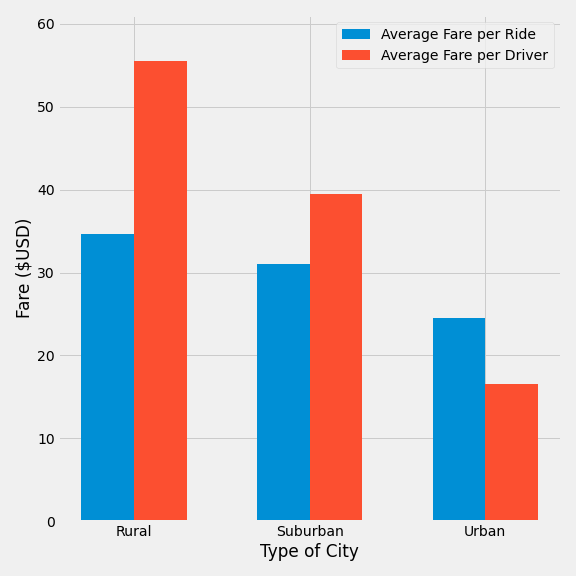 60
50
40
30
20
10
0
Fare ($USD)
Average Fare per Ride
Average Fare per Driver
Rural Suburban Urban
Type of City